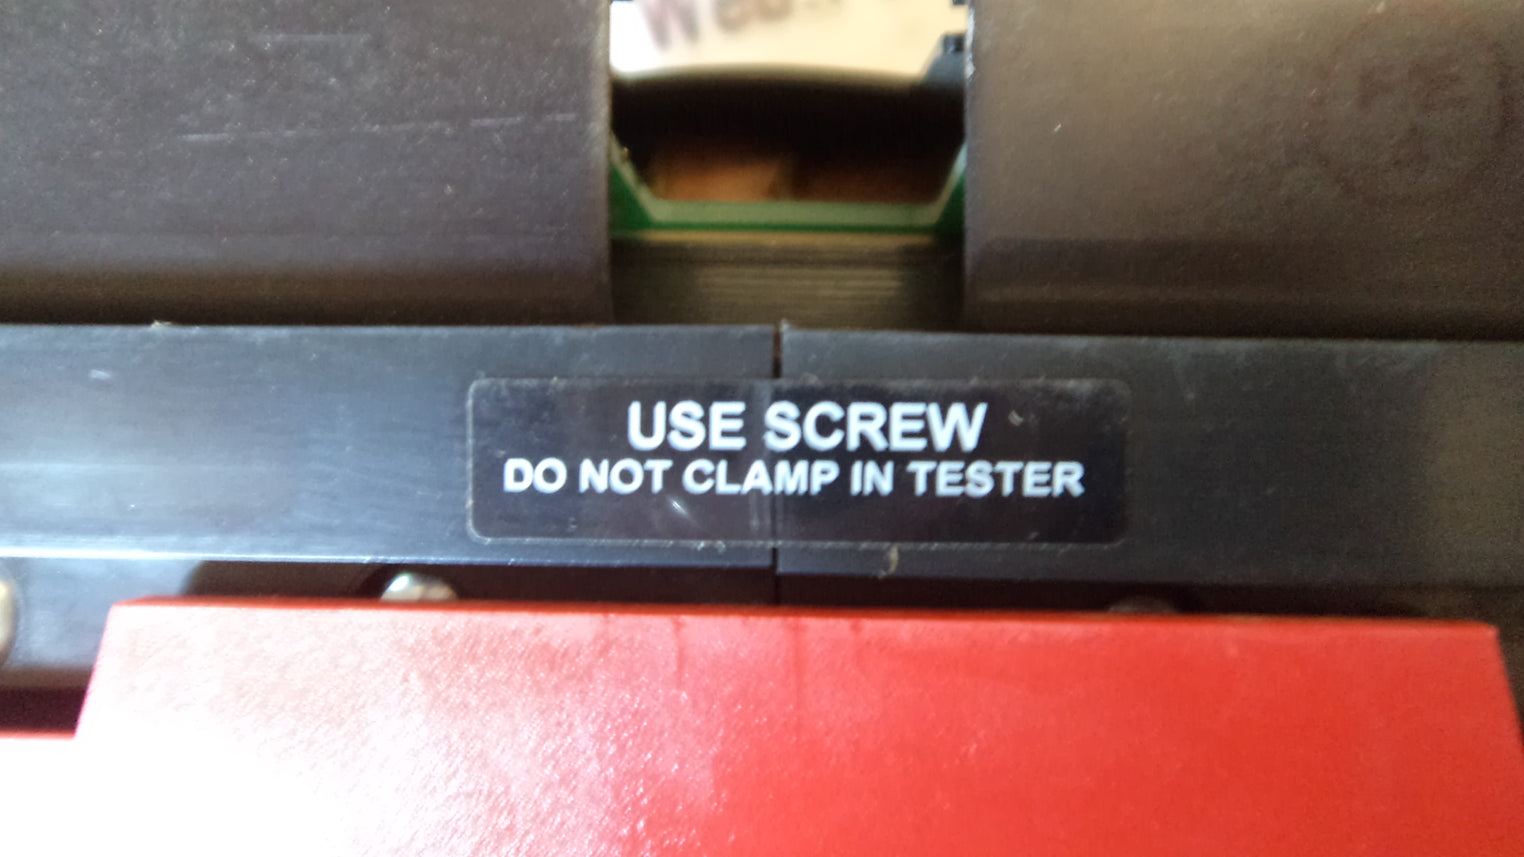 USE SCREW
DO NOT CLAMP IN TESTER